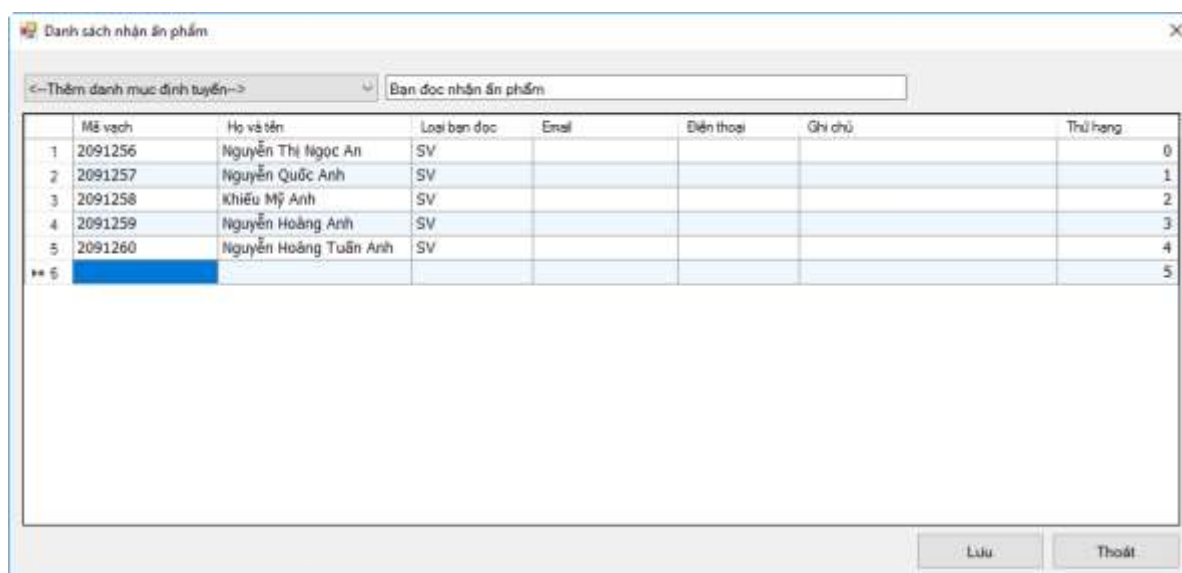 Danh sách nhận ấn phẩm
<--Thêm danh mục định tuyến--> Bạn đọc nhận ấn phẩm
Mã vạch Họ và tên Loại bạn đọc Email Điện thoại Ghi chú Thứ hạng
1 2091256 Nguyễn Thị Ngọc An SV 0
2 2091257 Nguyễn Quốc Anh SV 1
3 2091258 Khiếu Mỹ Anh SV 2
4 2091259 Nguyễn Hoàng Anh SV 3
5 2091260 Nguyễn Hoàng Tuấn Anh SV 4
6 5
Lưu Thoát